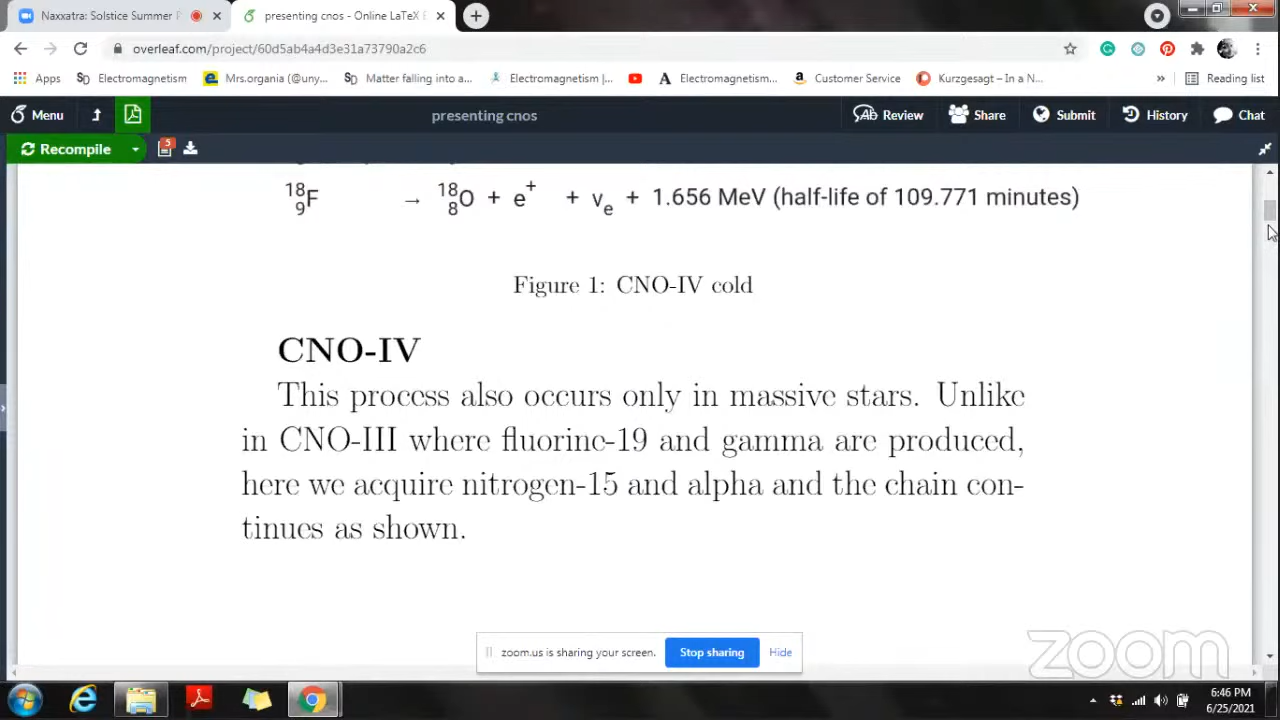 Naxxatra: Solstice Summer
presenting cnos - Online LaTeX E
overleaf.com/project/60d5ab4a4d3e31a73790a2c6
Apps
Electromagnetism
Mrs.organia (@uny...
Matter falling into a...
Electromagnetism |...
Electromagnetism...
Customer Service
Kurzgesagt – In a N...
»
Reading list
Menu
presenting cnos
Review
Share
Submit
History
Chat
Recompile
5
18 9 F → 18 8 O + e+ + νe + 1.656 MeV (half-life of 109.771 minutes)
Figure 1: CNO-IV cold
CNO-IV
This process also occurs only in massive stars. Unlike
in CNO-III where fluorine-19 and gamma are produced,
here we acquire nitrogen-15 and alpha and the chain con-
tinues as shown.
zoom.us is sharing your screen.
Stop sharing
Hide
zoom
6:46 PM
6/25/2021